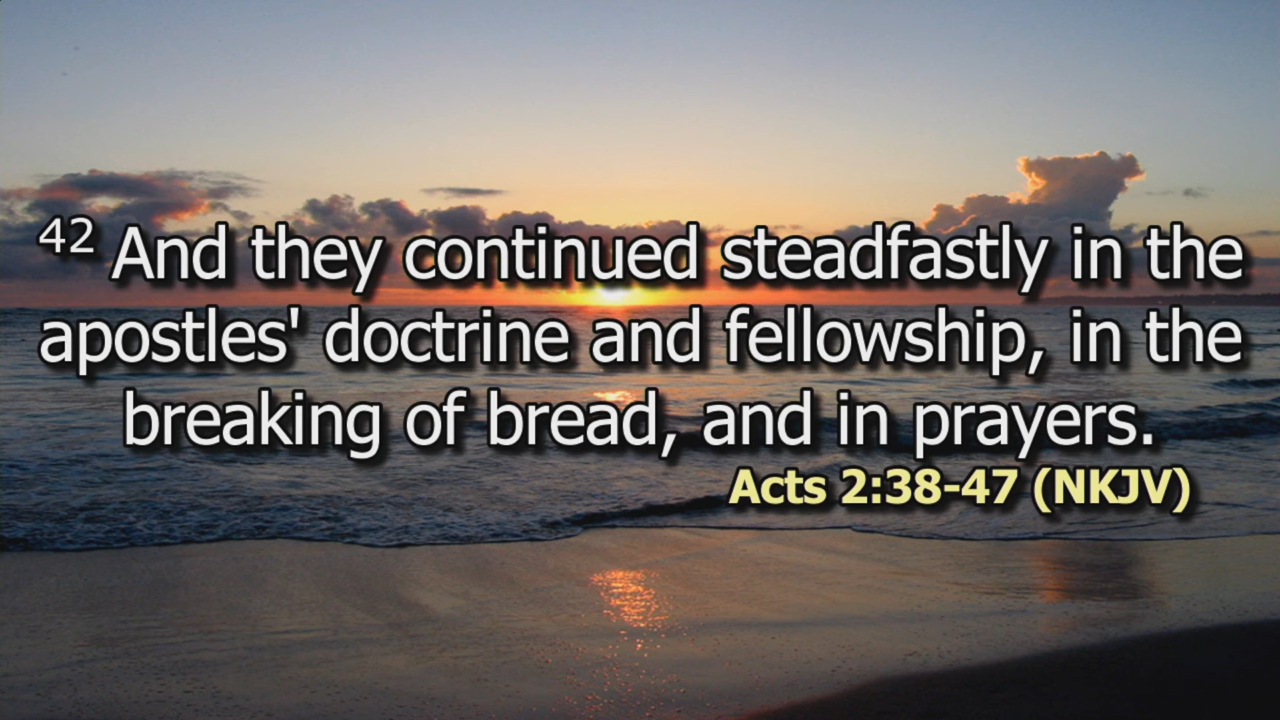 42 And they continued steadfastly in the
apostles' doctrine and fellowship, in the
breaking of bread, and in prayers.
Acts 2:38-47 (NKJV)